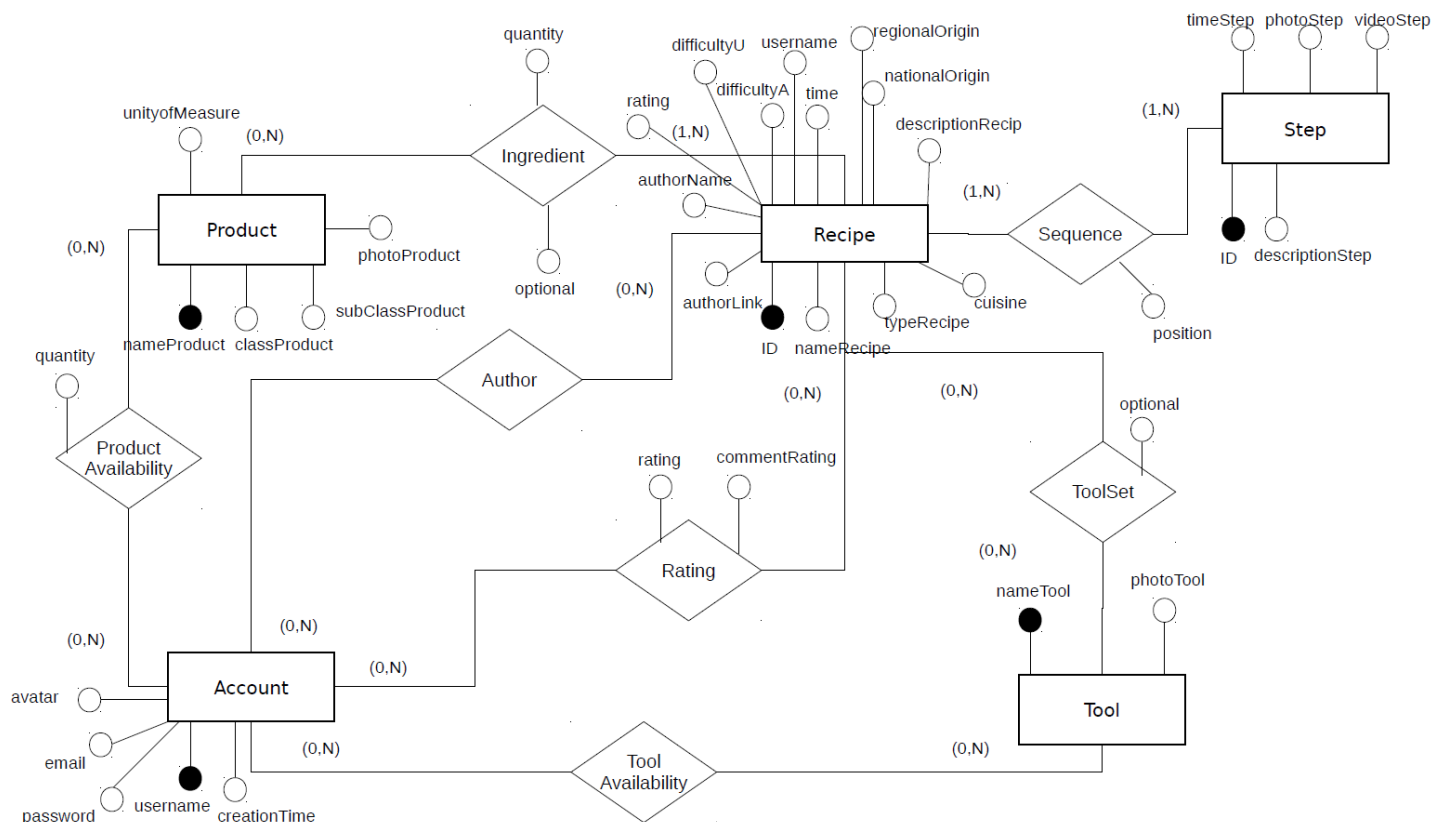 timeStep photoStep videoStep
regionalOrigin
quantity
username
difficultyU
nationalOrigin
difficultyA
time
rating
unityofMeasure
(1,N)
descriptionRecip
(0,N)
(1,N)
Step
Ingredient
authorName
(1,N)
Product
Recipe
Sequence
(0,N)
photoProduct
ID
descriptionStep
optional
(0,N)
authorLink
cuisine
subClassProduct
typeRecipe
position
nameProduct
classProduct
ID
nameRecipe
quantity
Author
(0,N)
(0,N)
optional
Product
Availability
rating
commentRating
ToolSet
(0,N)
Rating
nameTool
photoTool
(0,N)
(0,N)
(0,N)
Account
avatar
Tool
(0,N)
(0,N)
email
Tool
Availability
username
password
creationTime